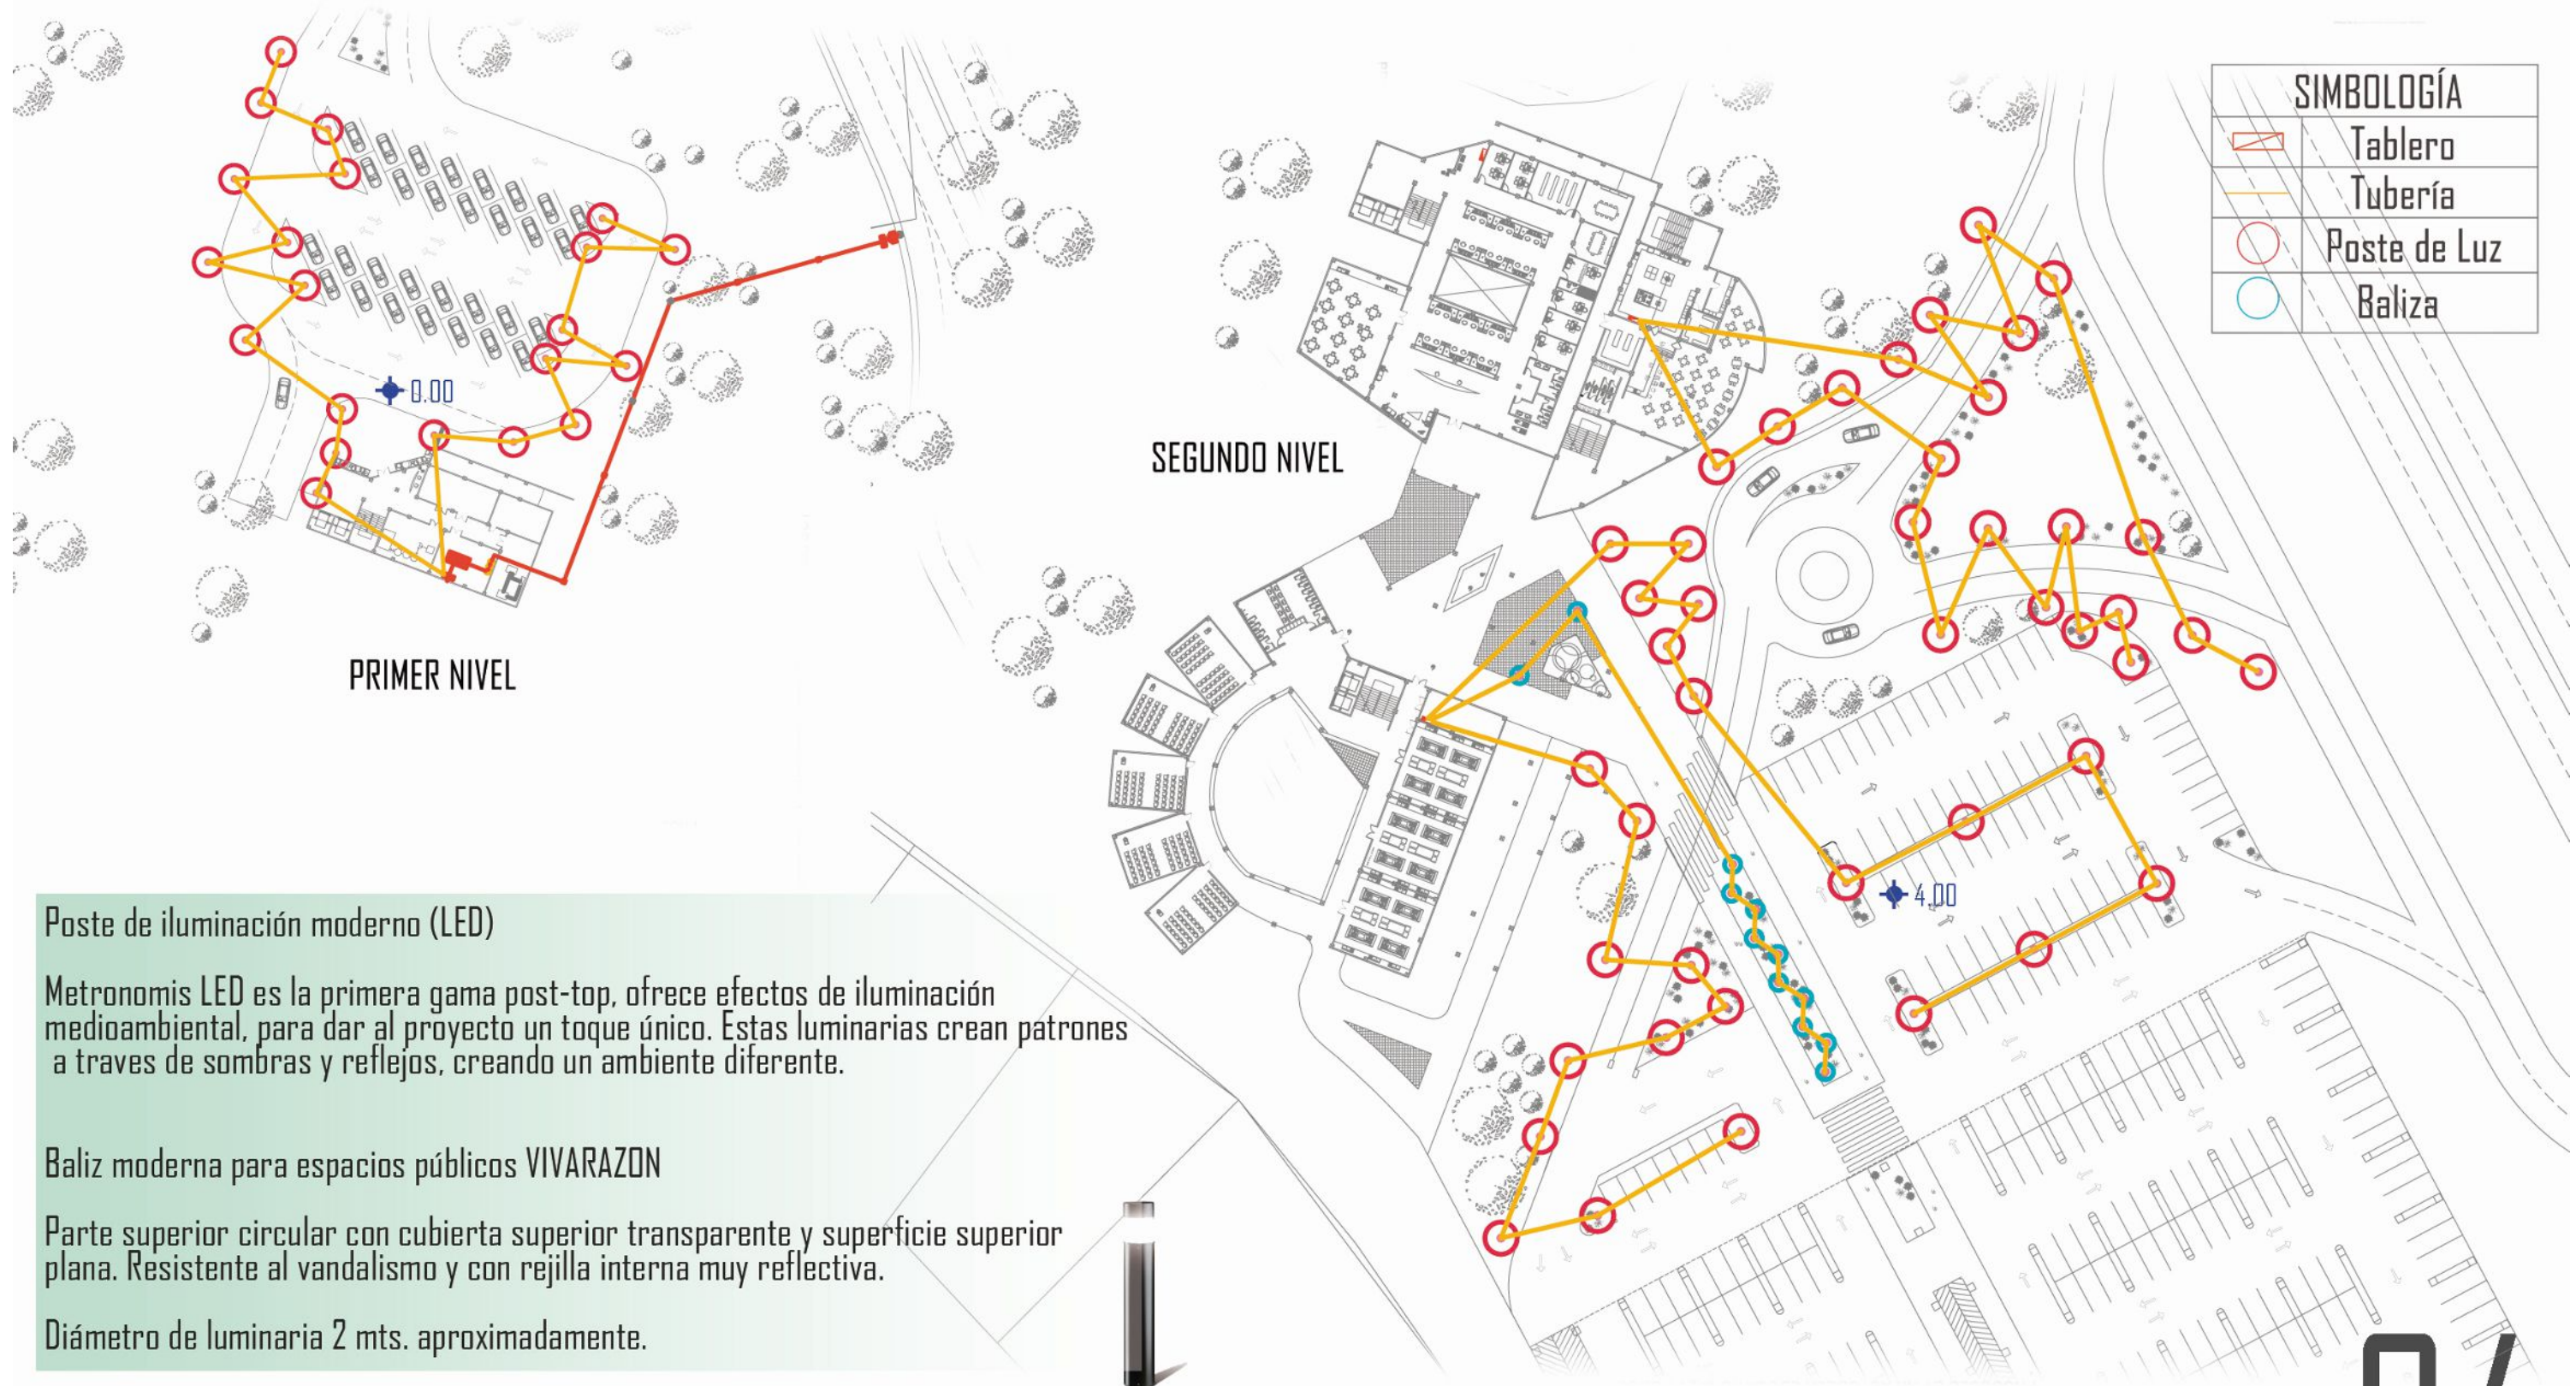 SIMBOLOGÍA
Tablero
Tubería
Poste de Luz
Baliza
0.00
SEGUNDO NIVEL
PRIMER NIVEL
4.00
Poste de iluminación moderno (LED)
Metronomis LED es la primera gama post-top, ofrece efectos de iluminación
medioambiental, para dar al proyecto un toque único. Estas luminarias crean patrones
a traves de sombras y reflejos, creando un ambiente diferente.
Baliz moderna para espacios públicos VIVARAZON
Parte superior circular con cubierta superior transparente y superficie superior
plana. Resistente al vandalismo y con rejilla interna muy reflectiva.
Diámetro de luminaria 2 mts. aproximadamente.